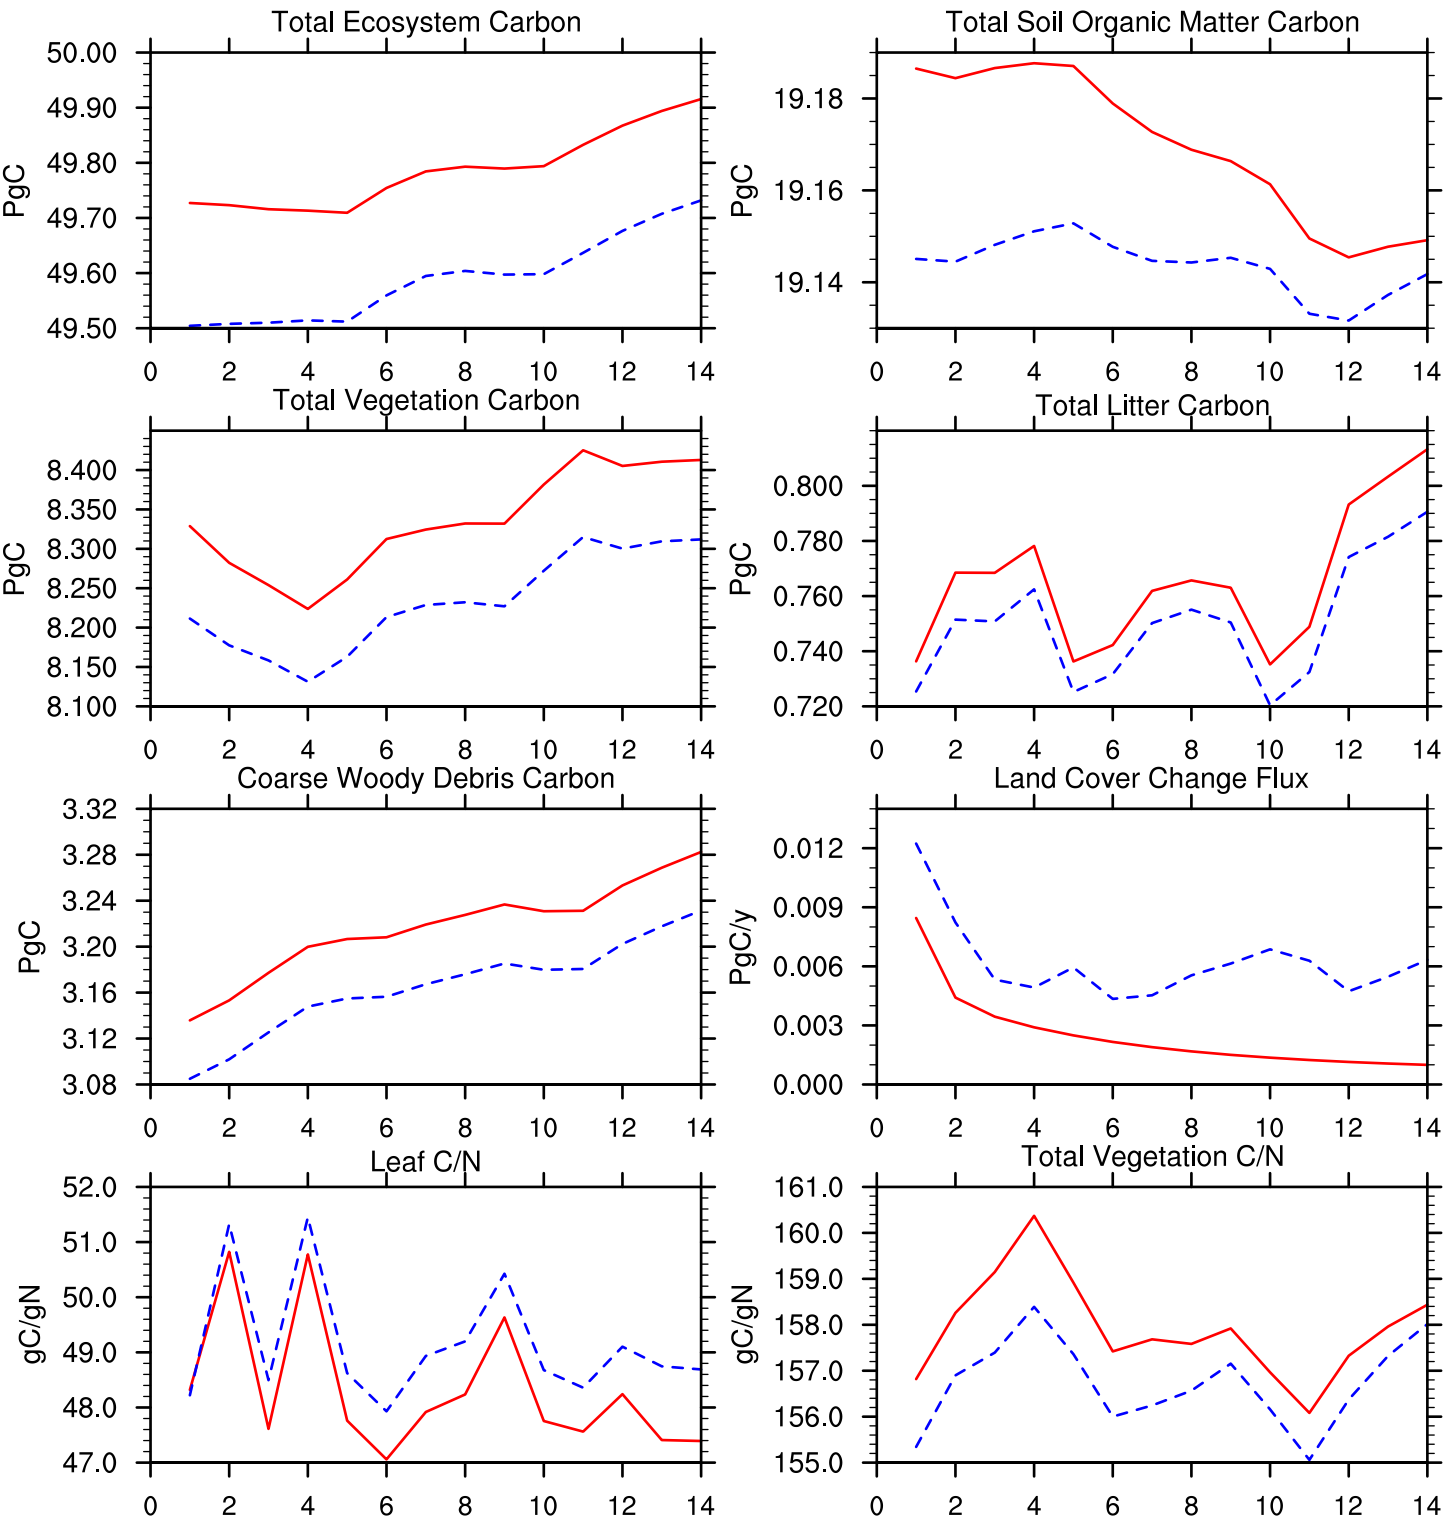 Total Ecosystem Carbon
PgC
50.00
49.90
49.80
49.70
49.60
49.50
0 2 4 6 8 10 12 14
Total Soil Organic Matter Carbon
PgC
19.18
19.16
19.14
0 2 4 6 8 10 12 14
Total Vegetation Carbon
PgC
8.400
8.350
8.300
8.250
8.200
8.150
8.100
0 2 4 6 8 10 12 14
Total Litter Carbon
PgC
0.800
0.780
0.760
0.740
0.720
0 2 4 6 8 10 12 14
Coarse Woody Debris Carbon
PgC
3.32
3.28
3.24
3.20
3.16
3.12
3.08
0 2 4 6 8 10 12 14
Land Cover Change Flux
PgC/y
0.012
0.009
0.006
0.003
0.000
0 2 4 6 8 10 12 14
Leaf C/N
gC/gN
52.0
51.0
50.0
49.0
48.0
47.0
0 2 4 6 8 10 12 14
Total Vegetation C/N
gC/gN
161.0
160.0
159.0
158.0
157.0
156.0
155.0
0 2 4 6 8 10 12 14